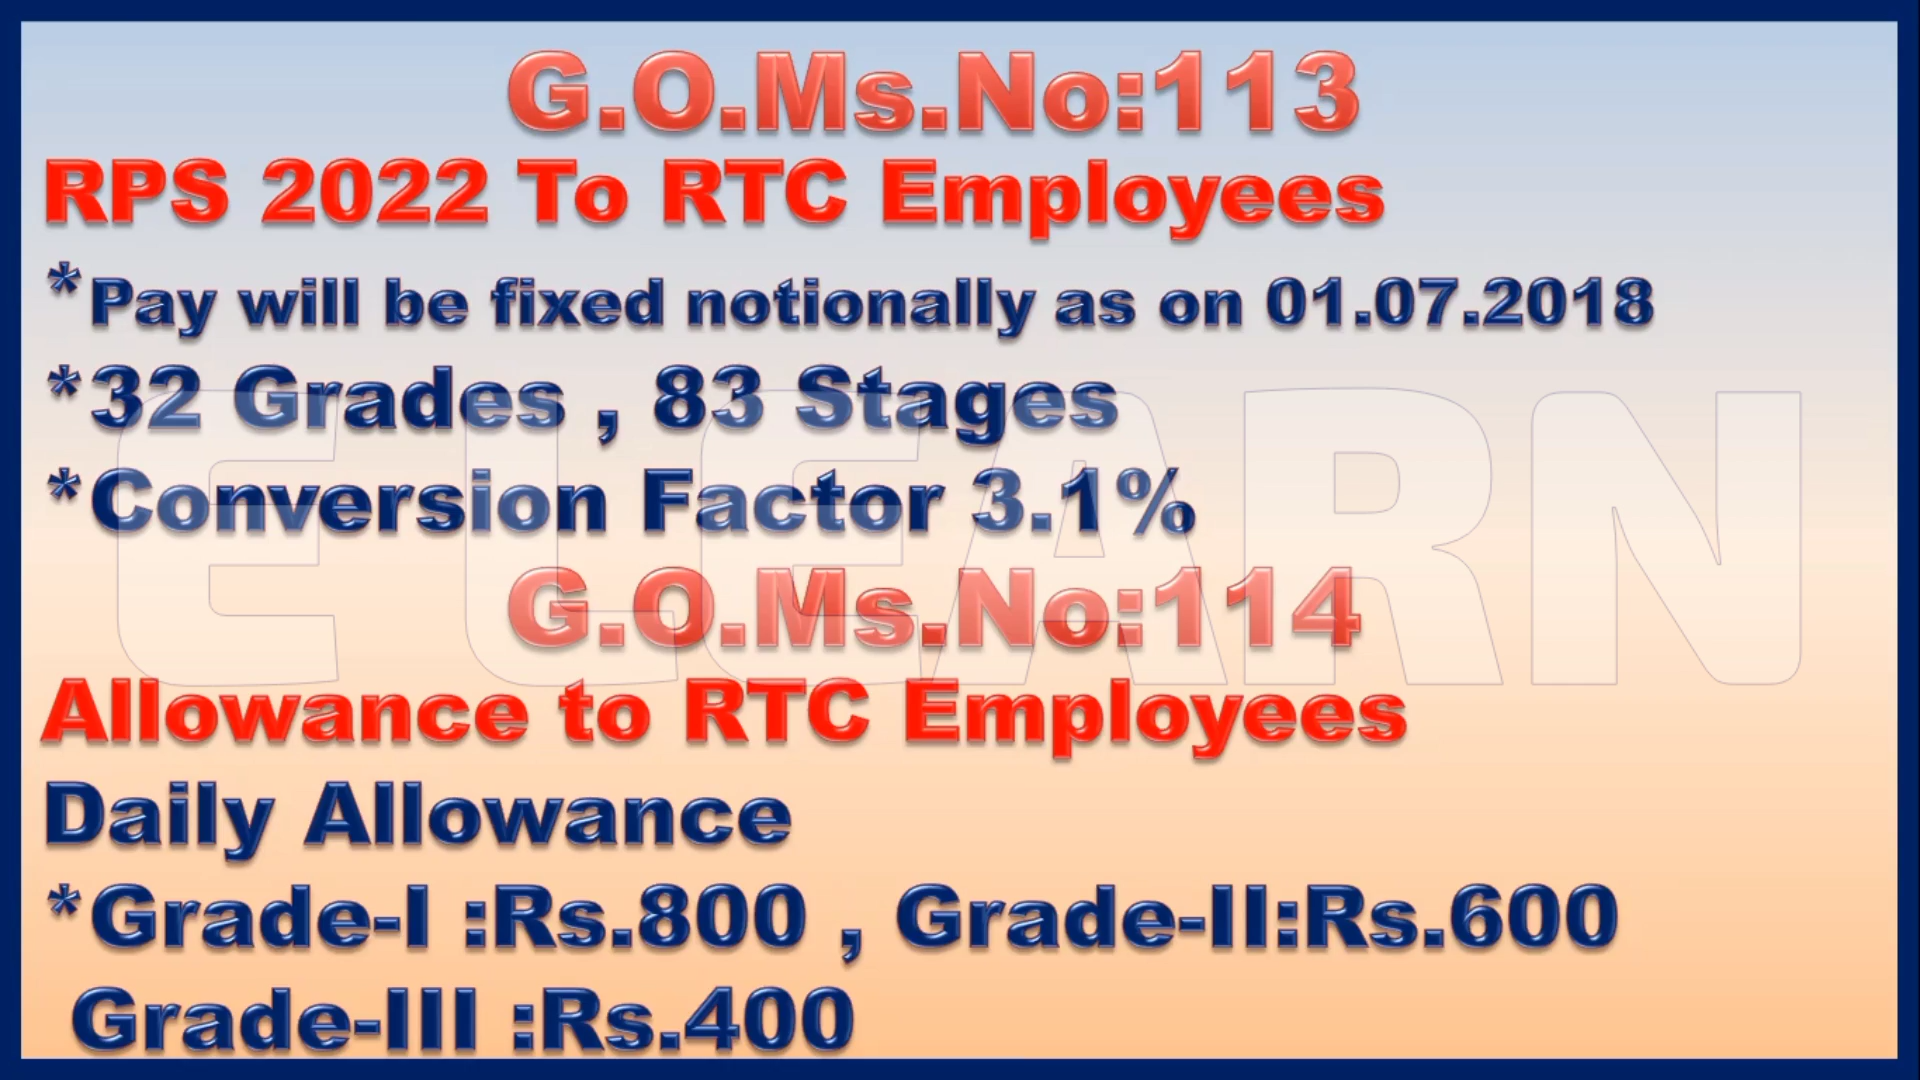 G.O.Ms.No:113
RPS 2022 To RTC Employees
*Pay will be fixed notionally as on 01.07.2018
*32 Grades , 83 Stages
*Conversion Factor 3.1%
E LEARN
G.O.Ms.No:114
Allowance to RTC Employees
Daily Allowance
*Grade-I :Rs.800 , Grade-II:Rs.600
Grade-III :Rs.400